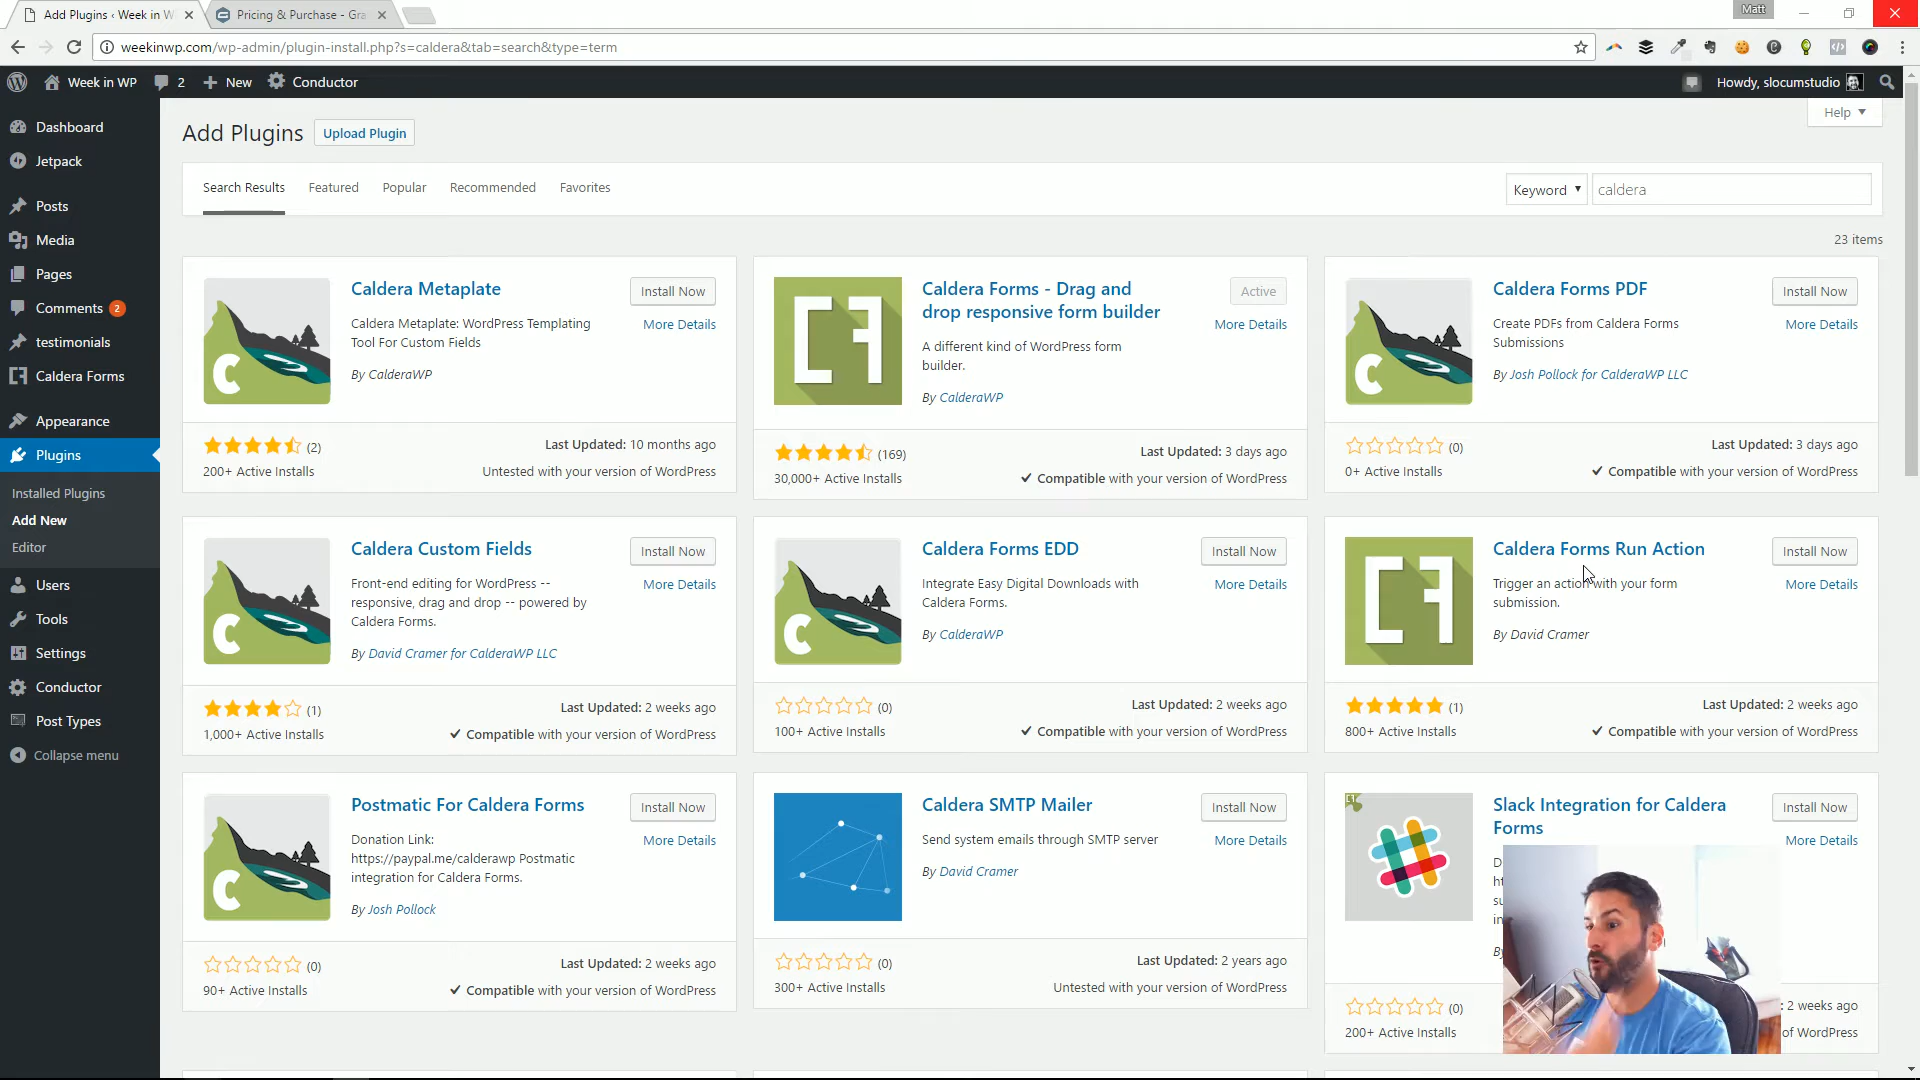 Add Plugins ‹ Week in W
Pricing & Purchase - Gra
Matt
weekinwp.com/wp-admin/plugin-install.php?s=caldera&tab=search&type=term
Week in WP
2
New
Conductor
Howdy, slocumstudio
Dashboard
Jetpack
Posts
Media
Pages
Comments 2
testimonials
Caldera Forms
Appearance
Plugins
Installed Plugins
Add New
Editor
Users
Tools
Settings
Conductor
Post Types
Collapse menu
Help
Add Plugins
Upload Plugin
Search Results
Featured
Popular
Recommended
Favorites
Keyword
caldera
23 items
Caldera Metaplate
Install Now
More Details
Caldera Metaplate: WordPress Templating
Tool For Custom Fields
By CalderaWP
(2)
200+ Active Installs
Last Updated: 10 months ago
Untested with your version of WordPress
Caldera Forms - Drag and
drop responsive form builder
Active
More Details
A different kind of WordPress form
builder.
By CalderaWP
(169)
30,000+ Active Installs
Last Updated: 3 days ago
Compatible with your version of WordPress
Caldera Forms PDF
Install Now
More Details
Create PDFs from Caldera Forms
Submissions
By Josh Pollock for CalderaWP LLC
(0)
0+ Active Installs
Last Updated: 3 days ago
Compatible with your version of WordPress
Caldera Custom Fields
Install Now
More Details
Front-end editing for WordPress --
responsive, drag and drop -- powered by
Caldera Forms.
By David Cramer for CalderaWP LLC
(1)
1,000+ Active Installs
Last Updated: 2 weeks ago
Compatible with your version of WordPress
Caldera Forms EDD
Install Now
More Details
Integrate Easy Digital Downloads with
Caldera Forms.
By CalderaWP
(0)
100+ Active Installs
Last Updated: 2 weeks ago
Compatible with your version of WordPress
Caldera Forms Run Action
Install Now
More Details
Trigger an action with your form
submission.
By David Cramer
(1)
800+ Active Installs
Last Updated: 2 weeks ago
Compatible with your version of WordPress
Postmatic For Caldera Forms
Install Now
More Details
Donation Link:
https://paypal.me/calderawp Postmatic
integration for Caldera Forms.
By Josh Pollock
(0)
90+ Active Installs
Last Updated: 2 weeks ago
Compatible with your version of WordPress
Caldera SMTP Mailer
Install Now
More Details
Send system emails through SMTP server
By David Cramer
(0)
300+ Active Installs
Last Updated: 2 years ago
Untested with your version of WordPress
Slack Integration for Caldera
Forms
Install Now
More Details
(0)
200+ Active Installs
: 2 weeks ago
of WordPress